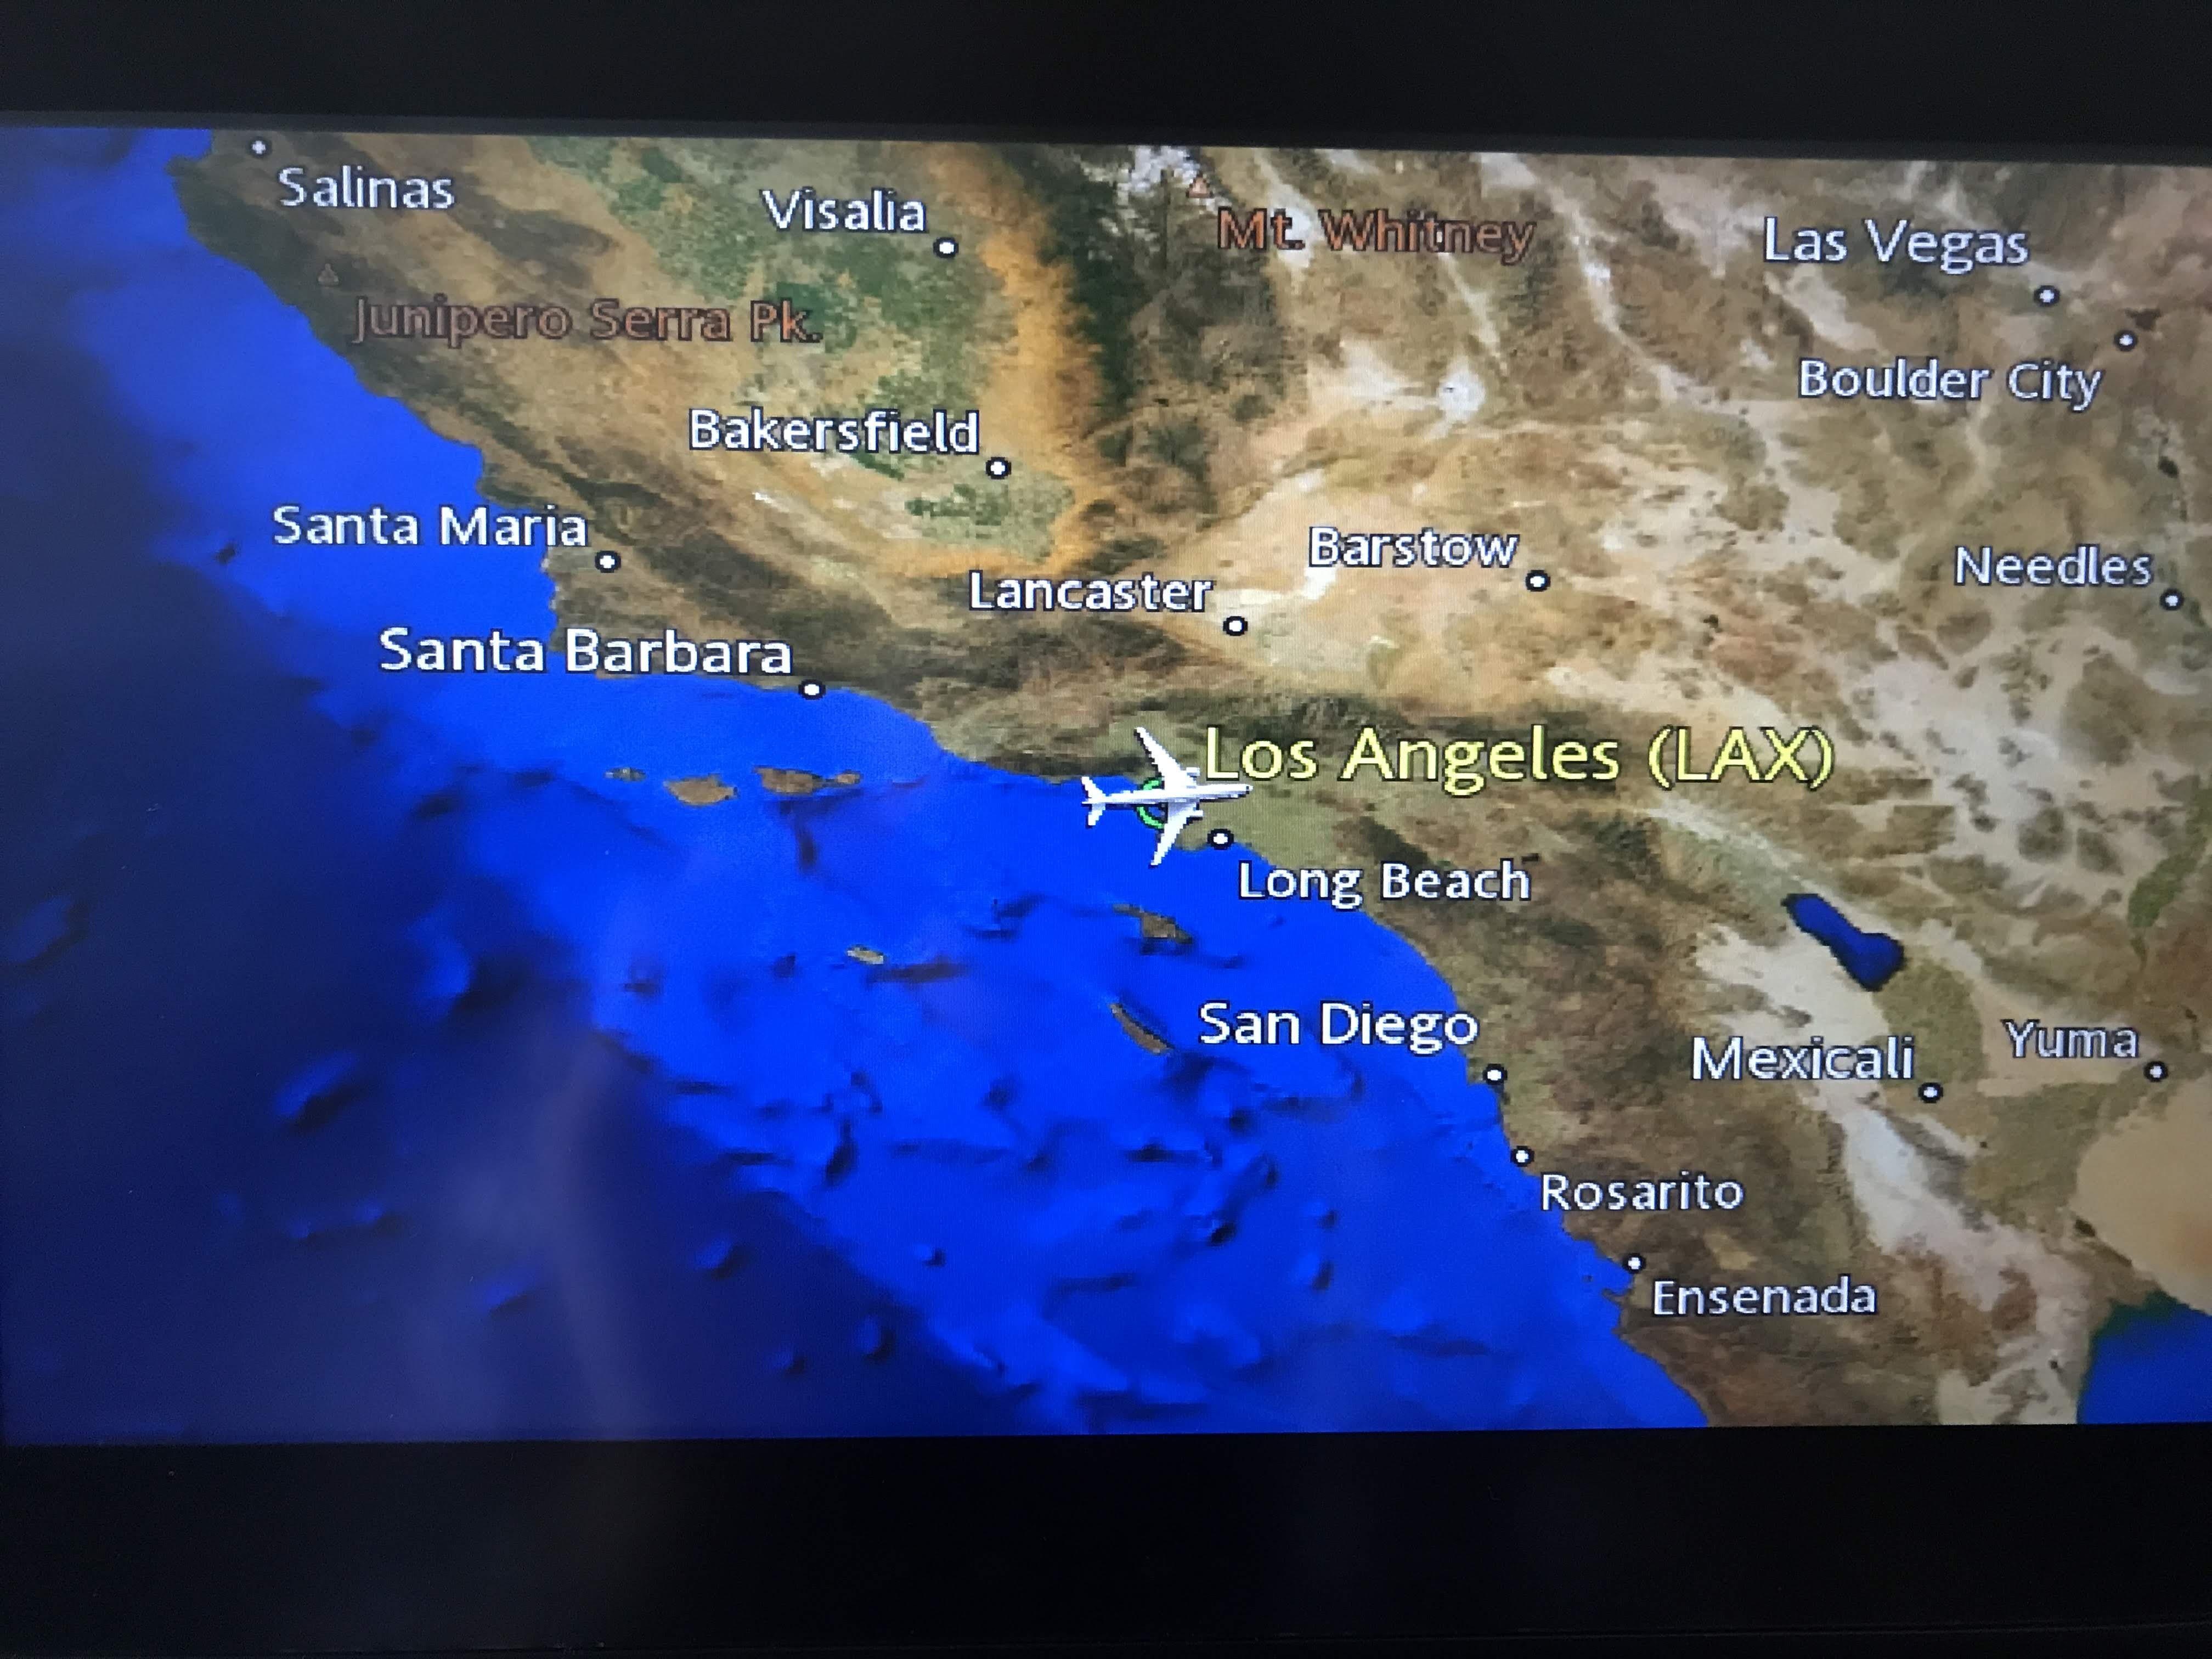 Salinas
Visalia
Mt. Whitney
Las Vegas
Junipero Serra Pk.
Boulder City
Bakersfield
Santa Maria
Barstow
Needles
Lancaster
Santa Barbara
Los Angeles (LAX)
Long Beach
San Diego
Mexicali
Yuma
Rosarito
Ensenada